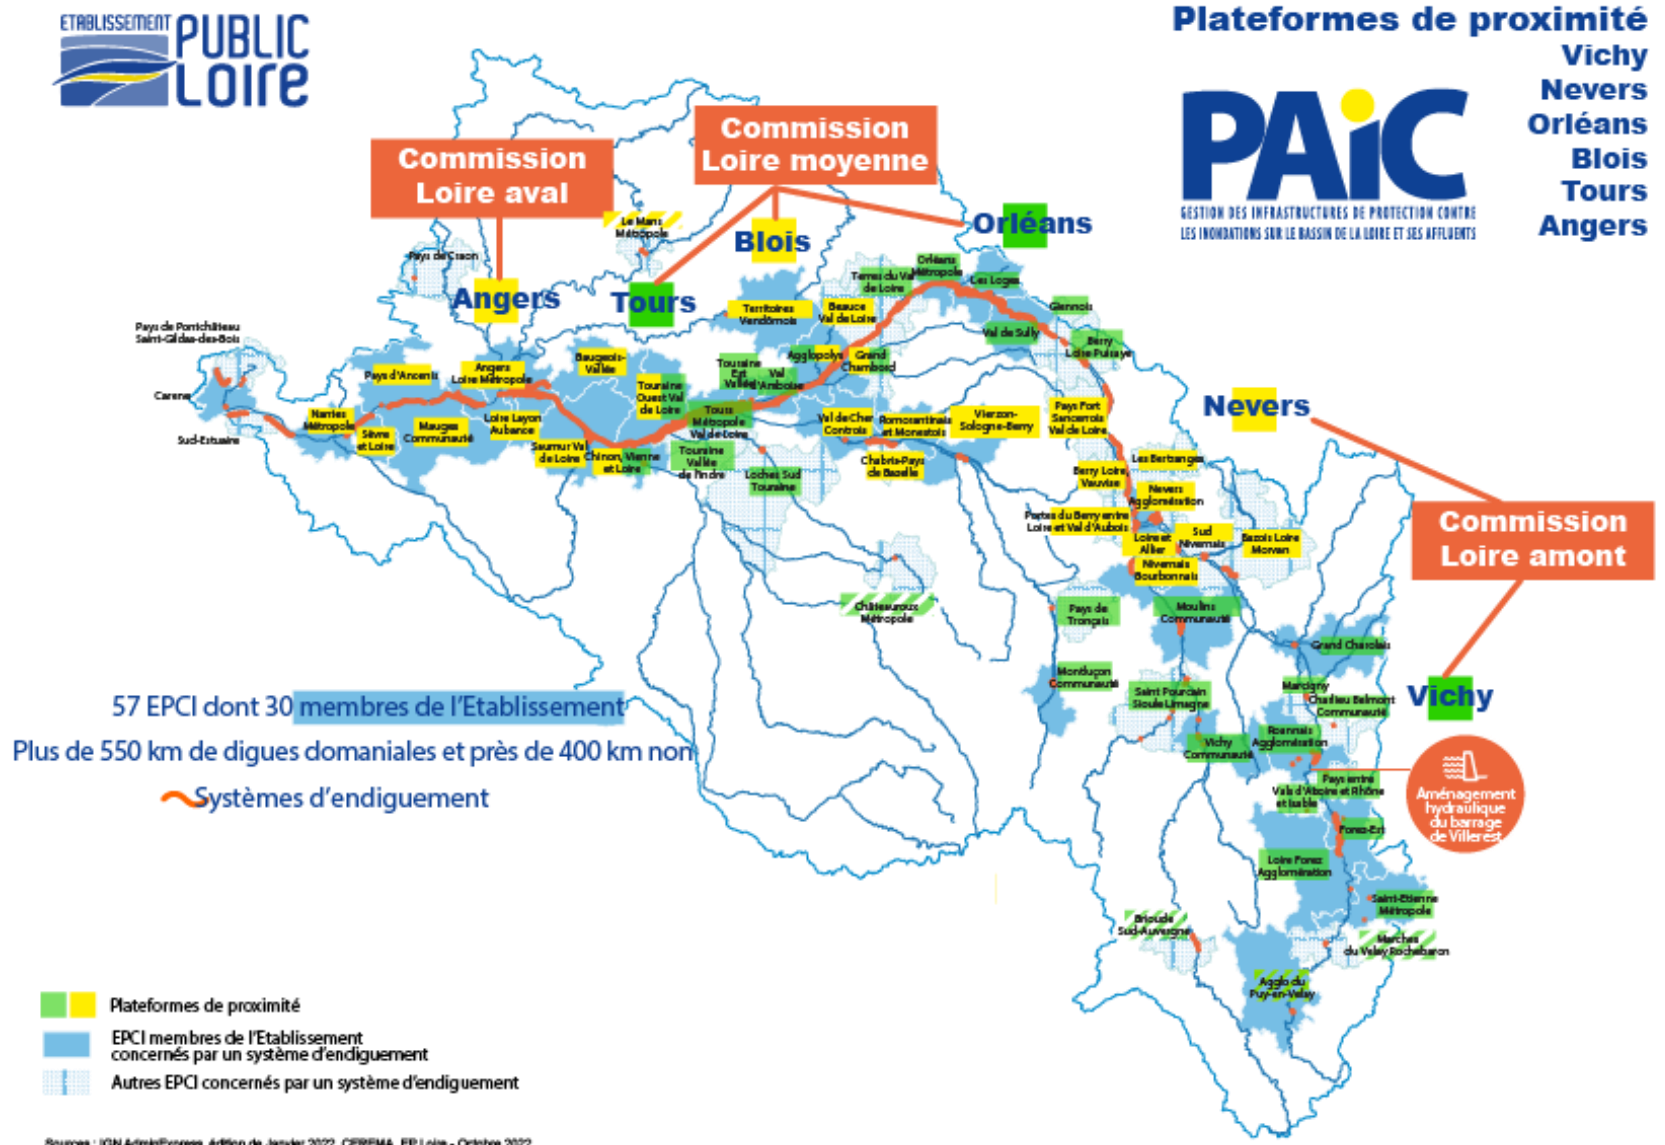 ETABLISSEMENT
PUBLIC
LOIRE
Plateformes de proximité
Vichy
Nevers
Orléans
Blois
Tours
Angers
PAiC
GESTION DES INFRASTRUCTURES DE PROTECTION CONTRE
LES INONDATIONS SUR LE BASSIN DE LA LOIRE ET SES AFFLUENTS
Commission
Loire aval
Commission
Loire moyenne
Le Mans
Métropole
Blois
Orléans
Pays de Craon
Angers
Tours
Orléans
Métropole
Terres du Val
de Loire
Les Loges
Giennois
Territoires
Vendômois
Beauce
Val de Loire
Val de Sully
Berry
Loire Puisaye
Pays de Pontchâteau
Saint-Gildas-des-Bois
Pays d'Ancenis
Angers
Loire Métropole
Baugeois-
Vallée
Agglopolys
Grand
Chambord
Touraine
Est
Vallée
Val
d'Amboise
Touraine
Ouest Val
de Loire
Carene
Sud-Estuaire
Nantes
Métropole
Sèvre
et Loire
Mauges
Communauté
Loire Layon
Aubance
Saumur Val
de Loire
Chinon, Vienne
et Loire
Tours
Métropole
Val de Loire
Touraine
Vallée
de l'Indre
Loches Sud
Touraine
Val de Cher
Controis
Romorantinais
et Monestois
Chabris-Pays
de Bazelle
Vierzon-
Sologne-Berry
Pays Fort
Sancerrois
Val de Loire
Nevers
Berry Loire
Vauvise
Les Bertranges
Nevers
Agglomération
Portes du Berry entre
Loire et Val d'Aubois
Loire et
Allier
Sud
Nivernais
Bazois Loire
Morvan
Nivernais
Bourbonnais
Commission
Loire amont
Châteauroux
Métropole
Pays de
Tronçais
Moulins
Communauté
Grand Charolais
Montluçon
Communauté
Saint Pourçain
Sioule Limagne
Marcigny
Charlieu Belmont
Communauté
Vichy
Vichy
Communauté
Roannais
Agglomération
Pays entre
Loire et Rhône
Vals d'Aix
et Isable
Aménagement
hydraulique
du barrage
de Villerest
Forez-Est
Loire Forez
Agglomération
Saint-Etienne
Métropole
Brioude
Sud-Auvergne
Marches
du Velay Rochebaron
Agglo du
Puy-en-Velay
57 EPCI dont 30 membres de l'Etablissement
Plus de 550 km de digues domaniales et près de 400 km non
Systèmes d'endiguement
Plateformes de proximité
EPCI membres de l'Etablissement
concernés par un système d'endiguement
Autres EPCI concernés par un système d'endiguement
Sources : IGN AdminExpress, édition de Janvier 2022, CEREMA, EP Loire - Octobre 2022